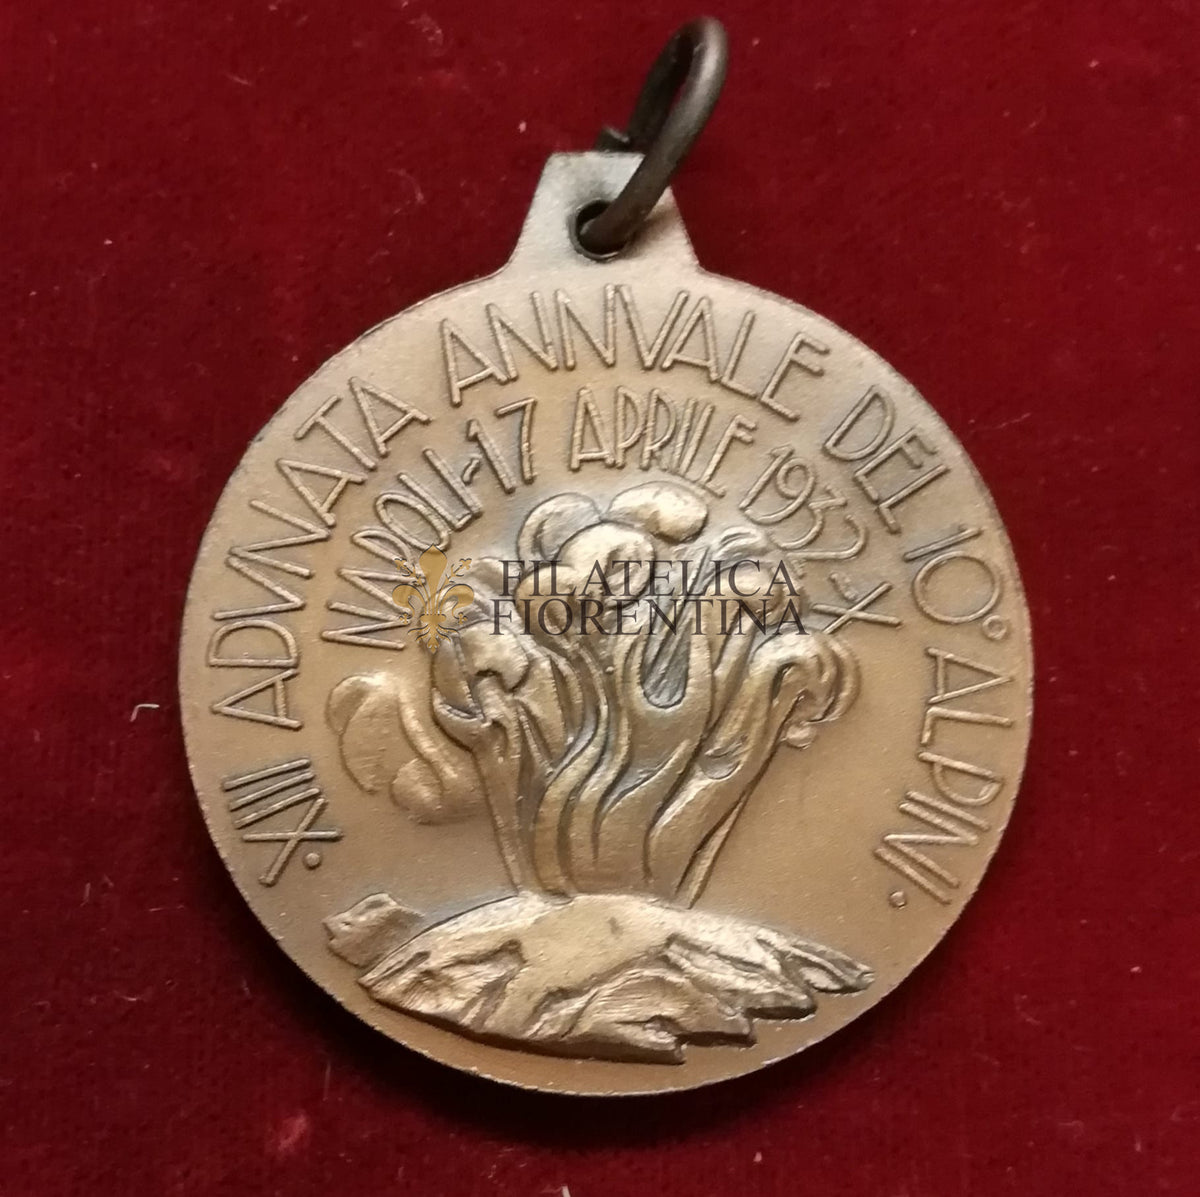 ·XIII ADVNATA ANNVALE DEL 10° ALPINI·
NAPOLI-17 APRILE 1932-X
FILATELICA
FIORENTINA